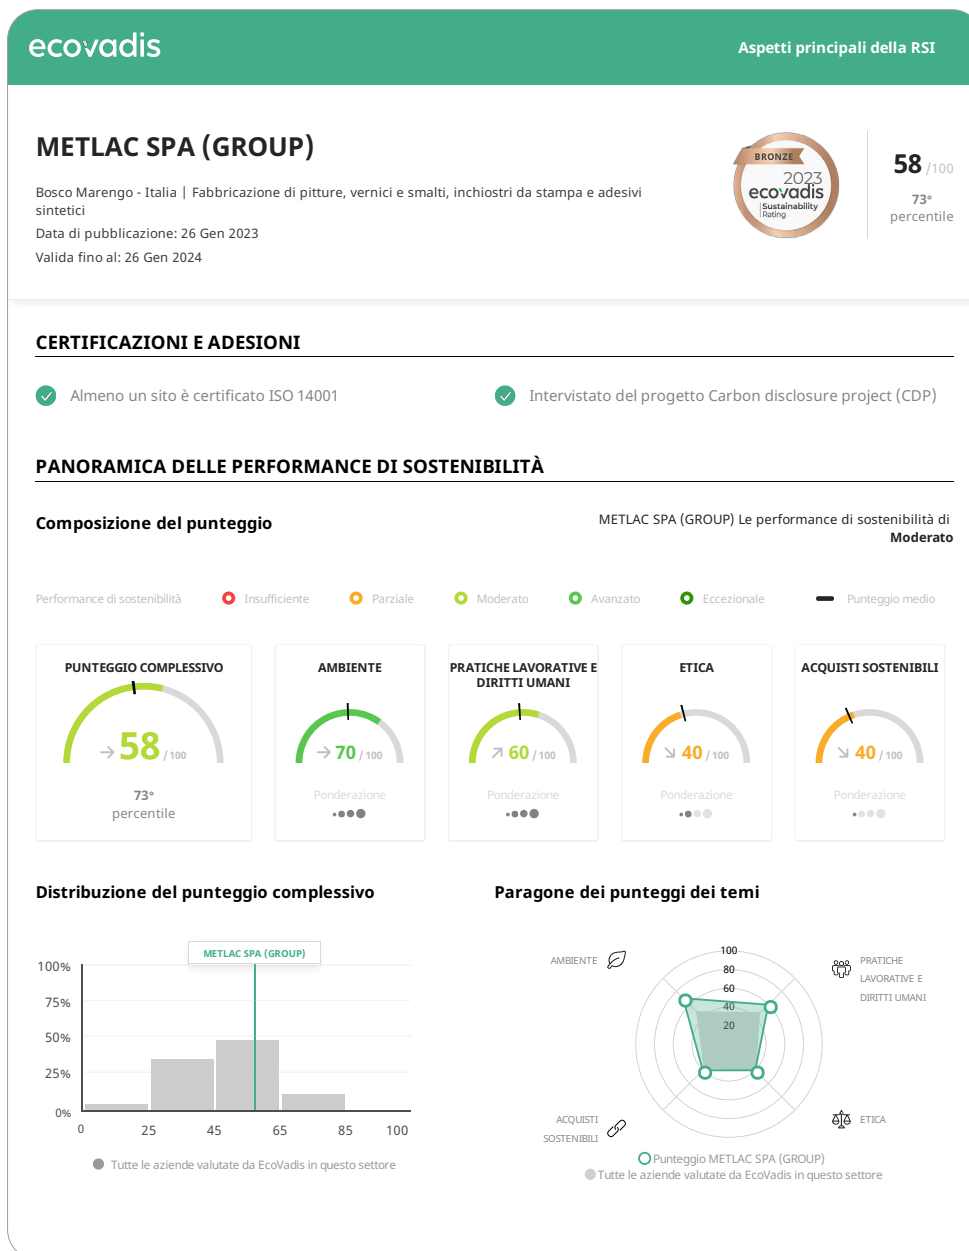 ecovadis
Aspetti principali della RSI
METLAC SPA (GROUP)
Bosco Marengo - Italia | Fabbricazione di pitture, vernici e smalti, inchiostri da stampa e adesivi
sintetici
Data di pubblicazione: 26 Gen 2023
Valida fino al: 26 Gen 2024
BRONZE
2023
ecovadis
Sustainability
Rating
58 /100
73°
percentile
CERTIFICAZIONI E ADESIONI
Almeno un sito è certificato ISO 14001
Intervistato del progetto Carbon disclosure project (CDP)
PANORAMICA DELLE PERFORMANCE DI SOSTENIBILITÀ
Composizione del punteggio
METLAC SPA (GROUP) Le performance di sostenibilità di
Moderato
Performance di sostenibilità
Insufficiente
Parziale
Moderato
Avanzato
Eccezionale
Punteggio medio
PUNTEGGIO COMPLESSIVO
58 / 100
73°
percentile
AMBIENTE
70 / 100
Ponderazione
PRATICHE LAVORATIVE E
DIRITTI UMANI
60 / 100
Ponderazione
ETICA
40 / 100
Ponderazione
ACQUISTI SOSTENIBILI
40 / 100
Ponderazione
Distribuzione del punteggio complessivo
METLAC SPA (GROUP)
100%
75%
50%
25%
0%
0
25
45
65
85
100
Tutte le aziende valutate da EcoVadis in questo settore
Paragone dei punteggi dei temi
AMBIENTE
PRATICHE
LAVORATIVE E
DIRITTI UMANI
100
80
60
40
20
ACQUISTI
SOSTENIBILI
ETICA
Punteggio METLAC SPA (GROUP)
Tutte le aziende valutate da EcoVadis in questo settore